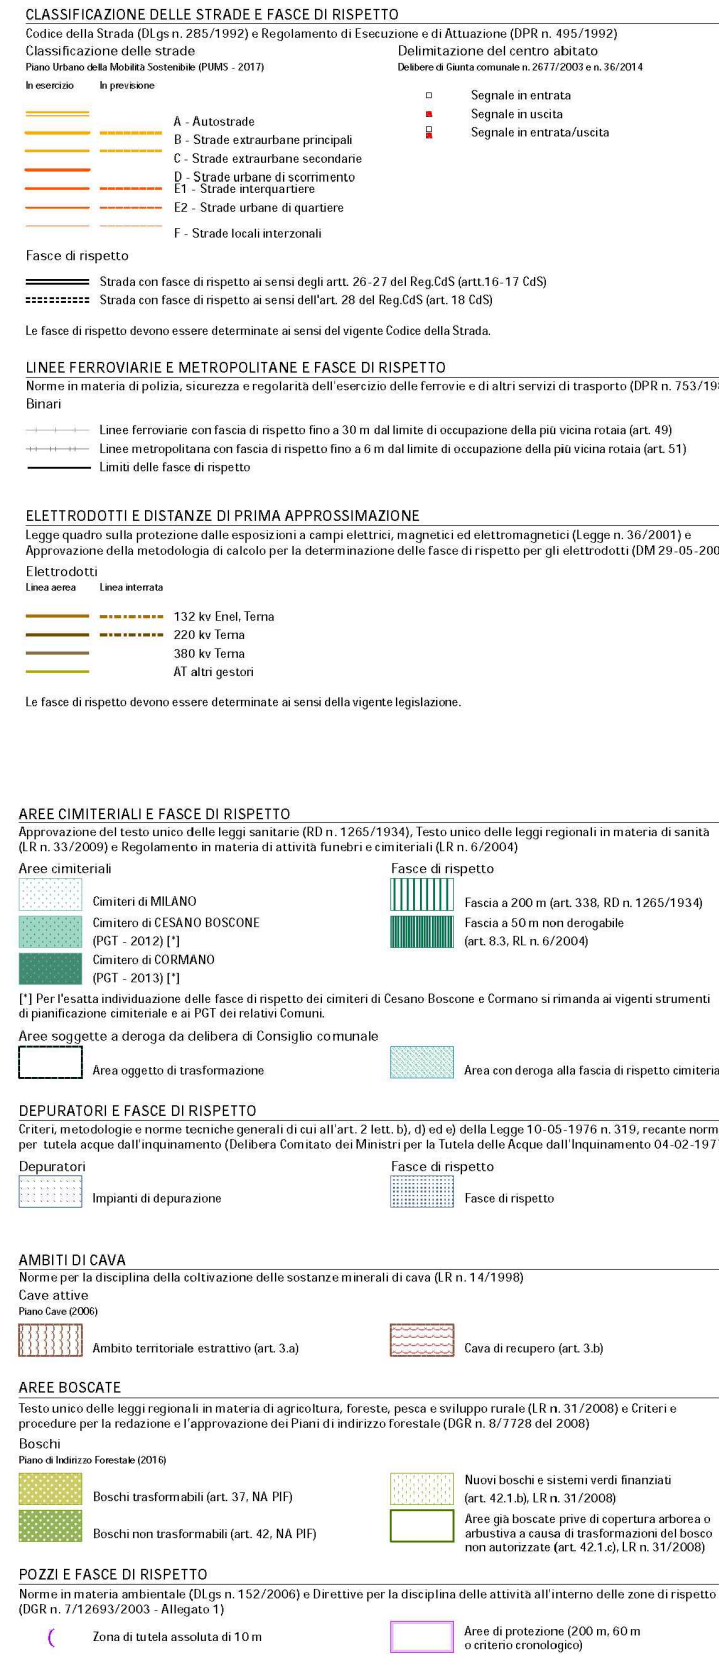 CLASSIFICAZIONE DELLE STRADE E FASCE DI RISPETTO
Codice della Strada (DLgs n. 285/1992) e Regolamento di Esecuzione e di Attuazione (DPR n. 495/1992)
Classificazione delle strade
Piano Urbano della Mobilità Sostenibile (PUMS - 2017)
In esercizio
In previsione
A - Autostrade
B - Strade extraurbane principali
C - Strade extraurbane secondarie
D - Strade urbane di scorrimento
E1 - Strade interquartiere
E2 - Strade urbane di quartiere
F - Strade locali interzonali
Delimitazione del centro abitato
Delibere di Giunta comunale n. 2677/2003 e n. 36/2014
Segnale in entrata
Segnale in uscita
Segnale in entrata/uscita
Fasce di rispetto
Strada con fasce di rispetto ai sensi degli artt. 26-27 del Reg.CdS (artt.16-17 CdS)
Strada con fasce di rispetto ai sensi dell'art. 28 del Reg.CdS (art. 18 CdS)
Le fasce di rispetto devono essere determinate ai sensi del vigente Codice della Strada.
LINEE FERROVIARIE E METROPOLITANE E FASCE DI RISPETTO
Norme in materia di polizia, sicurezza e regolarità dell'esercizio delle ferrovie e di altri servizi di trasporto (DPR n. 753/198
Binari
Linee ferroviarie con fascia di rispetto fino a 30 m dal limite di occupazione della più vicina rotaia (art. 49)
Linee metropolitana con fascia di rispetto fino a 6 m dal limite di occupazione della più vicina rotaia (art. 51)
Limiti delle fasce di rispetto
ELETTRODOTTI E DISTANZE DI PRIMA APPROSSIMAZIONE
Legge quadro sulla protezione dalle esposizioni a campi elettrici, magnetici ed elettromagnetici (Legge n. 36/2001) e
Approvazione della metodologia di calcolo per la determinazione delle fasce di rispetto per gli elettrodotti (DM 29-05-200
Elettrodotti
Linea aerea
Linea interrata
132 kv Enel, Terna
220 kv Terna
380 kv Terna
AT altri gestori
Le fasce di rispetto devono essere determinate ai sensi della vigente legislazione.
AREE CIMITERIALI E FASCE DI RISPETTO
Approvazione del testo unico delle leggi sanitarie (RD n. 1265/1934), Testo unico delle leggi regionali in materia di sanità
(LR n. 33/2009) e Regolamento in materia di attività funebri e cimiteriali (LR n. 6/2004)
Aree cimiteriali
Cimiteri di MILANO
Cimitero di CESANO BOSCONE
(PGT - 2012) [*]
Cimitero di CORMANO
(PGT - 2013) [*]
Fasce di rispetto
Fascia a 200 m (art. 338, RD n. 1265/1934)
Fascia a 50 m non derogabile
(art. 8.3, RL n. 6/2004)
[*] Per l'esatta individuazione delle fasce di rispetto dei cimiteri di Cesano Boscone e Cormano si rimanda ai vigenti strumenti
di pianificazione cimiteriale e ai PGT dei relativi Comuni.
Aree soggette a deroga da delibera di Consiglio comunale
Area oggetto di trasformazione
Area con deroga alla fascia di rispetto cimiteria
DEPURATORI E FASCE DI RISPETTO
Criteri, metodologie e norme tecniche generali di cui all'art. 2 lett. b), d) ed e) della Legge 10-05-1976 n. 319, recante norm
per tutela acque dall'inquinamento (Delibera Comitato dei Ministri per la Tutela delle Acque dall'Inquinamento 04-02-197
Depuratori
Impianti di depurazione
Fasce di rispetto
Fasce di rispetto
AMBITI DI CAVA
Norme per la disciplina della coltivazione delle sostanze minerali di cava (LR n. 14/1998)
Cave attive
Piano Cave (2006)
Ambito territoriale estrattivo (art. 3.a)
Cava di recupero (art. 3.b)
AREE BOSCATE
Testo unico delle leggi regionali in materia di agricoltura, foreste, pesca e sviluppo rurale (LR n. 31/2008) e Criteri e
procedure per la redazione e l'approvazione dei Piani di indirizzo forestale (DGR n. 8/7728 del 2008)
Boschi
Piano di Indirizzo Forestale (2016)
Boschi trasformabili (art. 37, NA PIF)
Boschi non trasformabili (art. 42, NA PIF)
Nuovi boschi e sistemi verdi finanziati
(art. 42.1.b), LR n. 31/2008)
Aree già boscate prive di copertura arborea o
arbustiva a causa di trasformazioni del bosco
non autorizzate (art. 42.1.c), LR n. 31/2008)
POZZI E FASCE DI RISPETTO
Norme in materia ambientale (DLgs n. 152/2006) e Direttive per la disciplina delle attività all'interno delle zone di rispetto
(DGR n. 7/12693/2003 - Allegato 1)
Zona di tutela assoluta di 10 m
Aree di protezione (200 m, 60 m
o criterio cronologico)